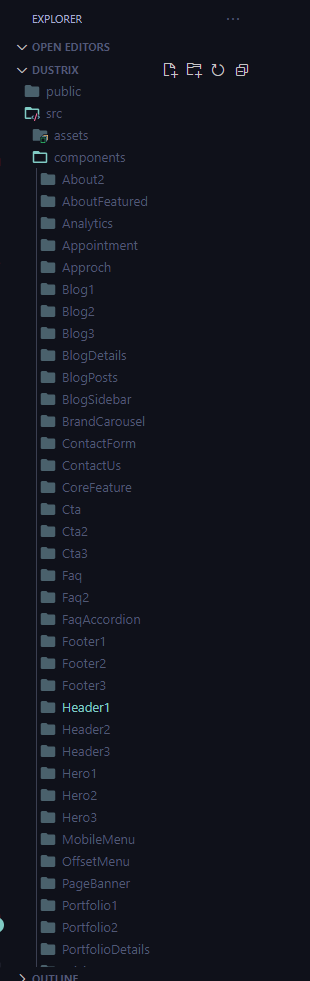 EXPLORER
OPEN EDITORS
DUSTRIX
public
src
assets
components
About2
AboutFeatured
Analytics
Appointment
Approch
Blog1
Blog2
Blog3
BlogDetails
BlogPosts
BlogSidebar
BrandCarousel
ContactForm
ContactUs
CoreFeature
Cta
Cta2
Cta3
Faq
Faq2
FaqAccordion
Footer1
Footer2
Footer3
Header1
Header2
Header3
Hero1
Hero2
Hero3
MobileMenu
OffsetMenu
PageBanner
Portfolio1
Portfolio2
PortfolioDetails
OUTLINE